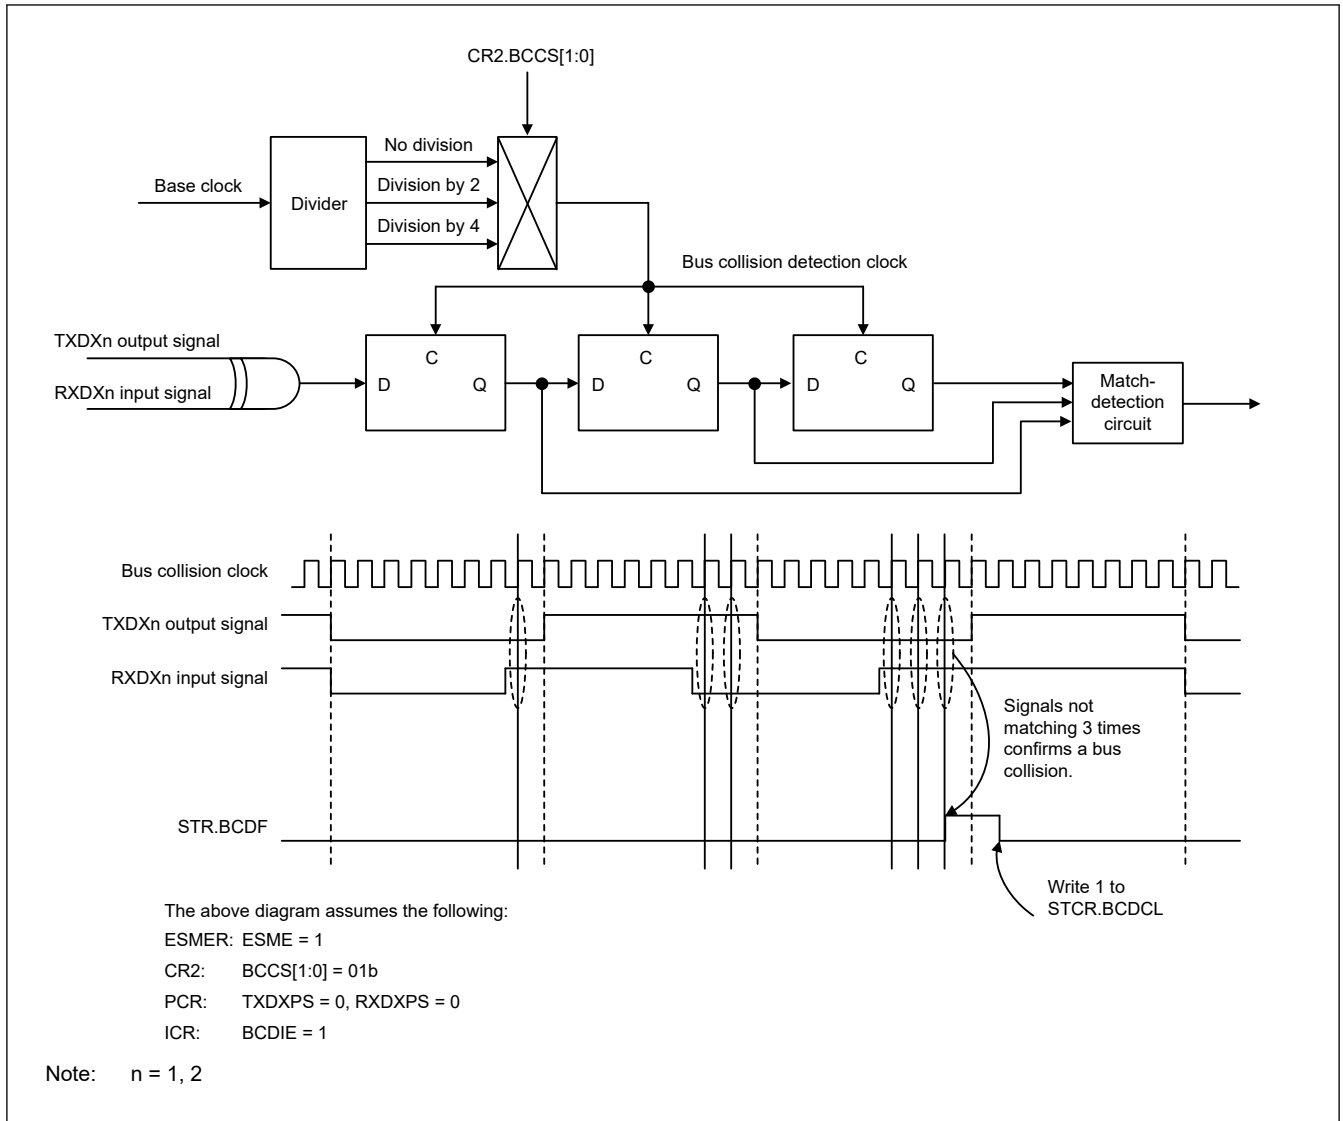 CR2.BCCS[1:0]
No division
Base clock
Division by 2
Divider
Division by 4
Bus collision detection clock
TXDXn output signal
RXDXn input signal
C
D
Q
C
D
Q
C
D
Q
Match-
detection
circuit
Bus collision clock
TXDXn output signal
RXDXn input signal
Signals not
matching 3 times
confirms a bus
collision.
STR.BCDF
Write 1 to
STCR.BCDCL
The above diagram assumes the following:
ESMER: ESME = 1
CR2: BCCS[1:0] = 01b
PCR: TXDXPS = 0, RXDXPS = 0
ICR: BCDIE = 1
Note: n = 1, 2